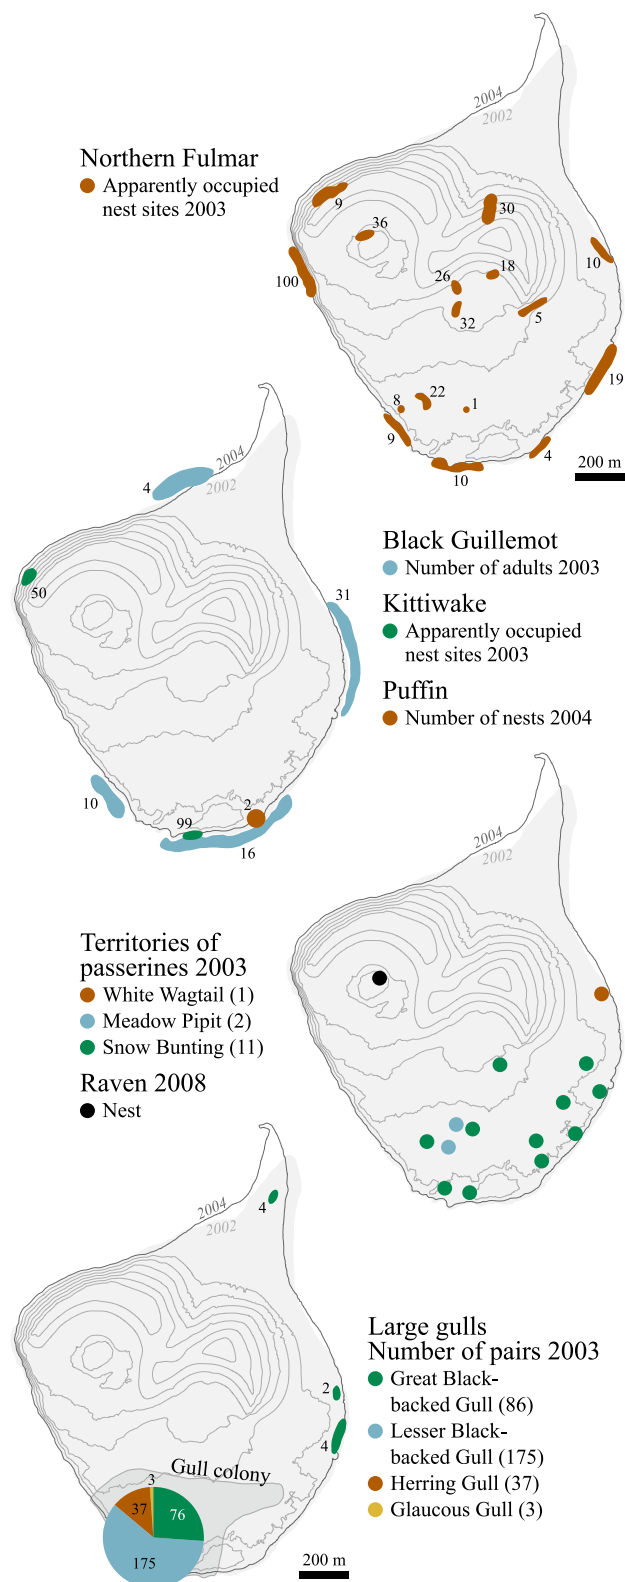 2004
2002
Northern Fulmar
Apparently occupied
nest sites 2003
9
36
30
10
100
26
18
32
5
19
8
22
1
9
4
10
200 m
2004
2002
4
50
31
Black Guillemot
Number of adults 2003
Kittiwake
Apparently occupied
nest sites 2003
Puffin
Number of nests 2004
10
2
99
16
2004
2002
Territories of
passerines 2003
White Wagtail (1)
Meadow Pipit (2)
Snow Bunting (11)
Raven 2008
Nest
4
2004
2002
Large gulls
Number of pairs 2003
Great Black-
backed Gull (86)
Lesser Black-
backed Gull (175)
Herring Gull (37)
Glaucous Gull (3)
2
4
Gull colony
3
37
76
175
200 m